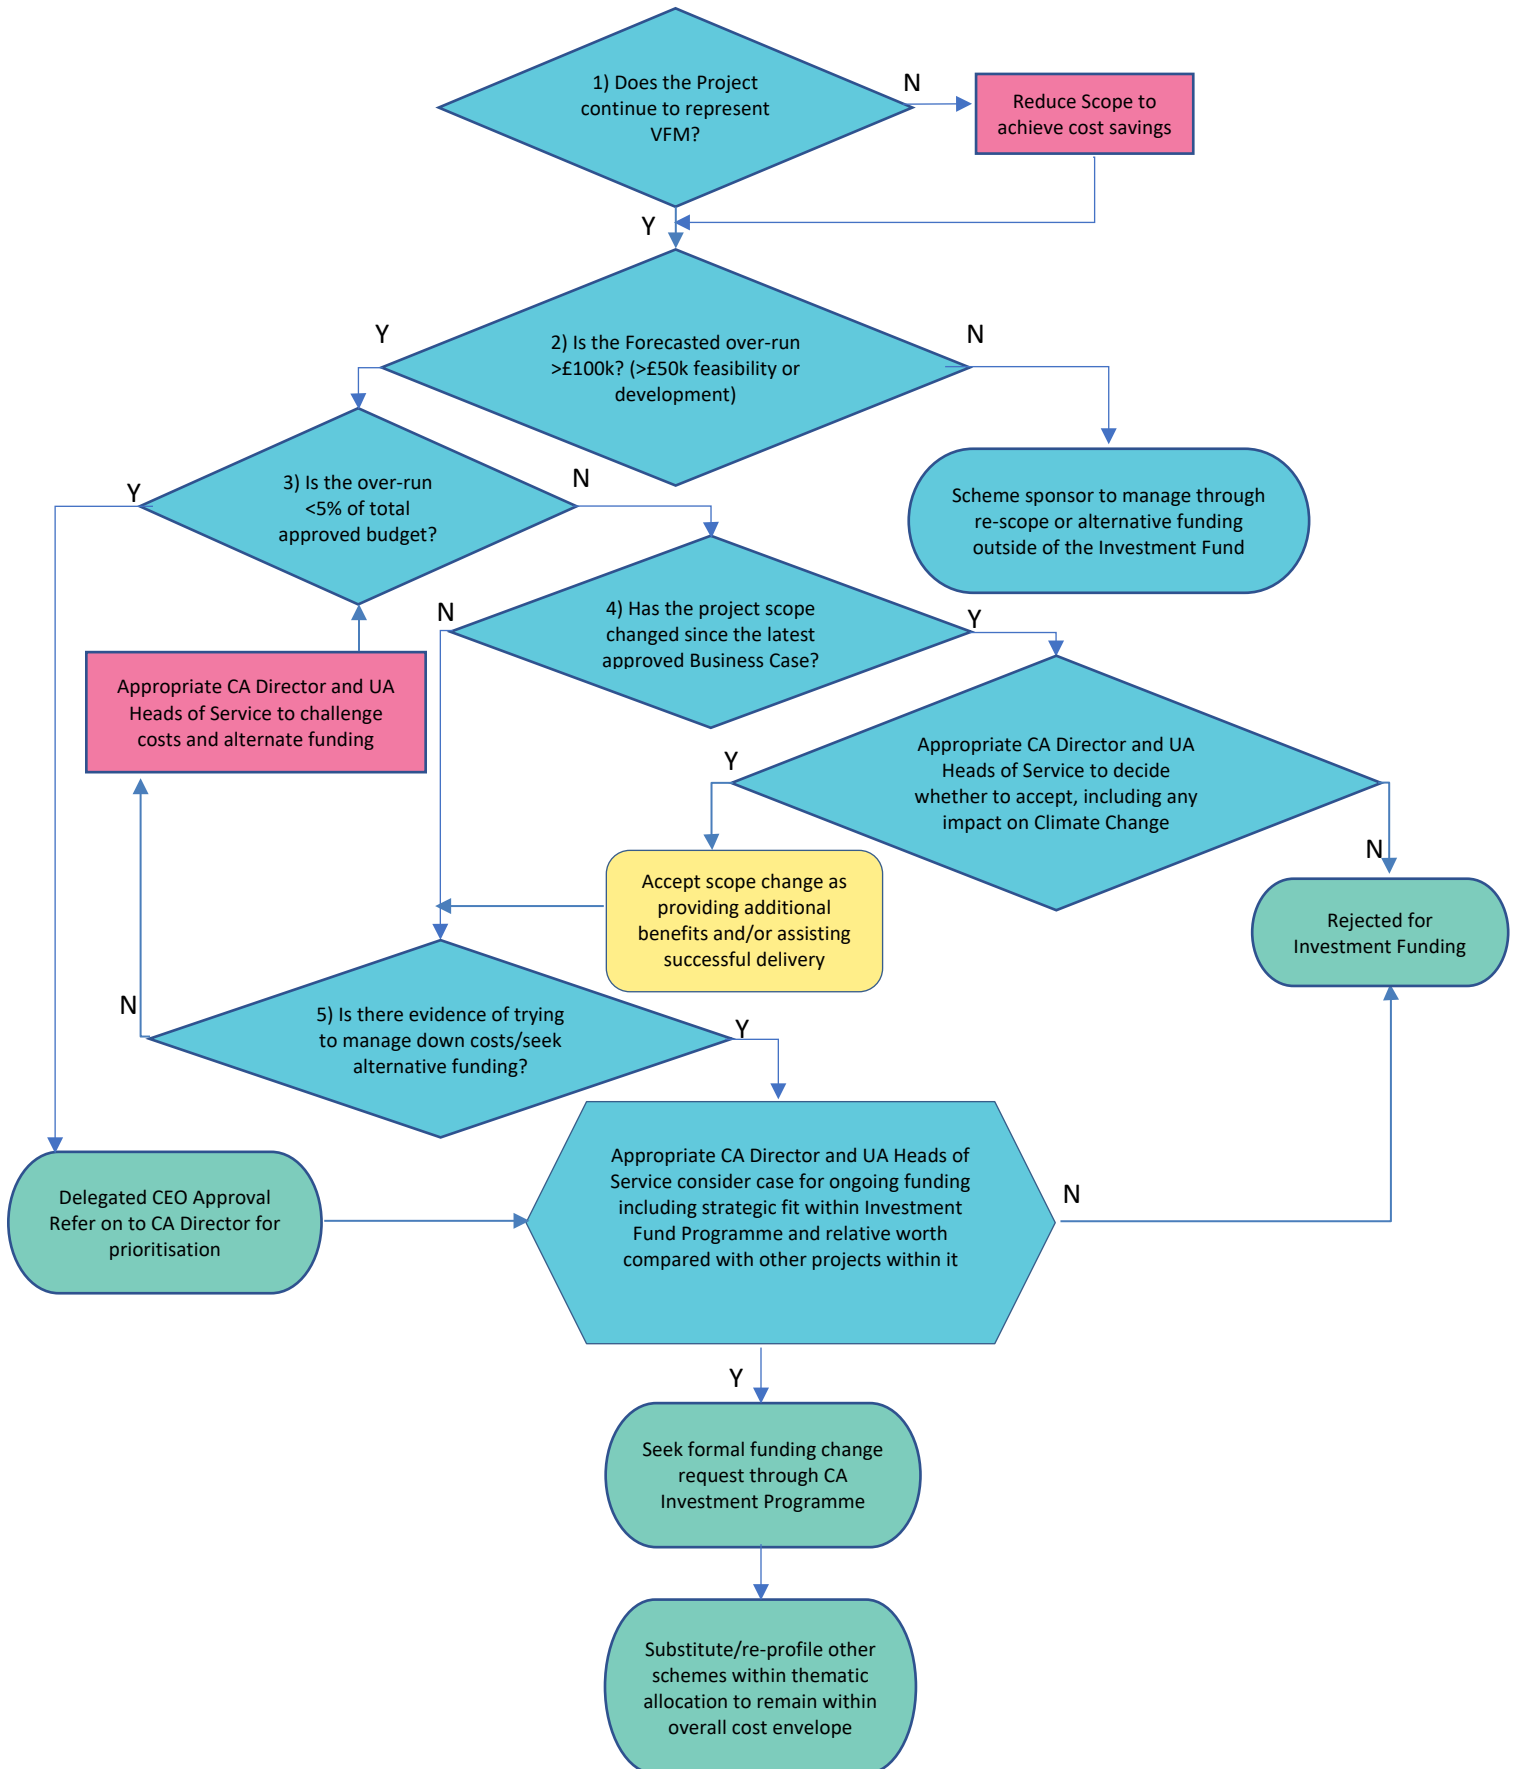 1) Does the Project
continue to represent
VFM?
N
Reduce Scope to
achieve cost savings
Y
2) Is the Forecasted over-run
>£100k? (>£50k feasibility or
development)
Y
N
Scheme sponsor to manage through
re-scope or alternative funding
outside of the Investment Fund
3) Is the over-run
<5% of total
approved budget?
Y
N
4) Has the project scope
changed since the latest
approved Business Case?
N
Y
Appropriate CA Director and UA
Heads of Service to challenge
costs and alternate funding
Appropriate CA Director and UA
Heads of Service to decide
whether to accept, including any
impact on Climate Change
Y
N
Accept scope change as
providing additional
benefits and/or assisting
successful delivery
Rejected for
Investment Funding
5) Is there evidence of trying
to manage down costs/seek
alternative funding?
N
Y
Appropriate CA Director and UA Heads of
Service consider case for ongoing funding
including strategic fit within Investment
Fund Programme and relative worth
compared with other projects within it
N
Delegated CEO Approval
Refer on to CA Director for
prioritisation
Y
Seek formal funding change
request through CA
Investment Programme
Substitute/re-profile other
schemes within thematic
allocation to remain within
overall cost envelope